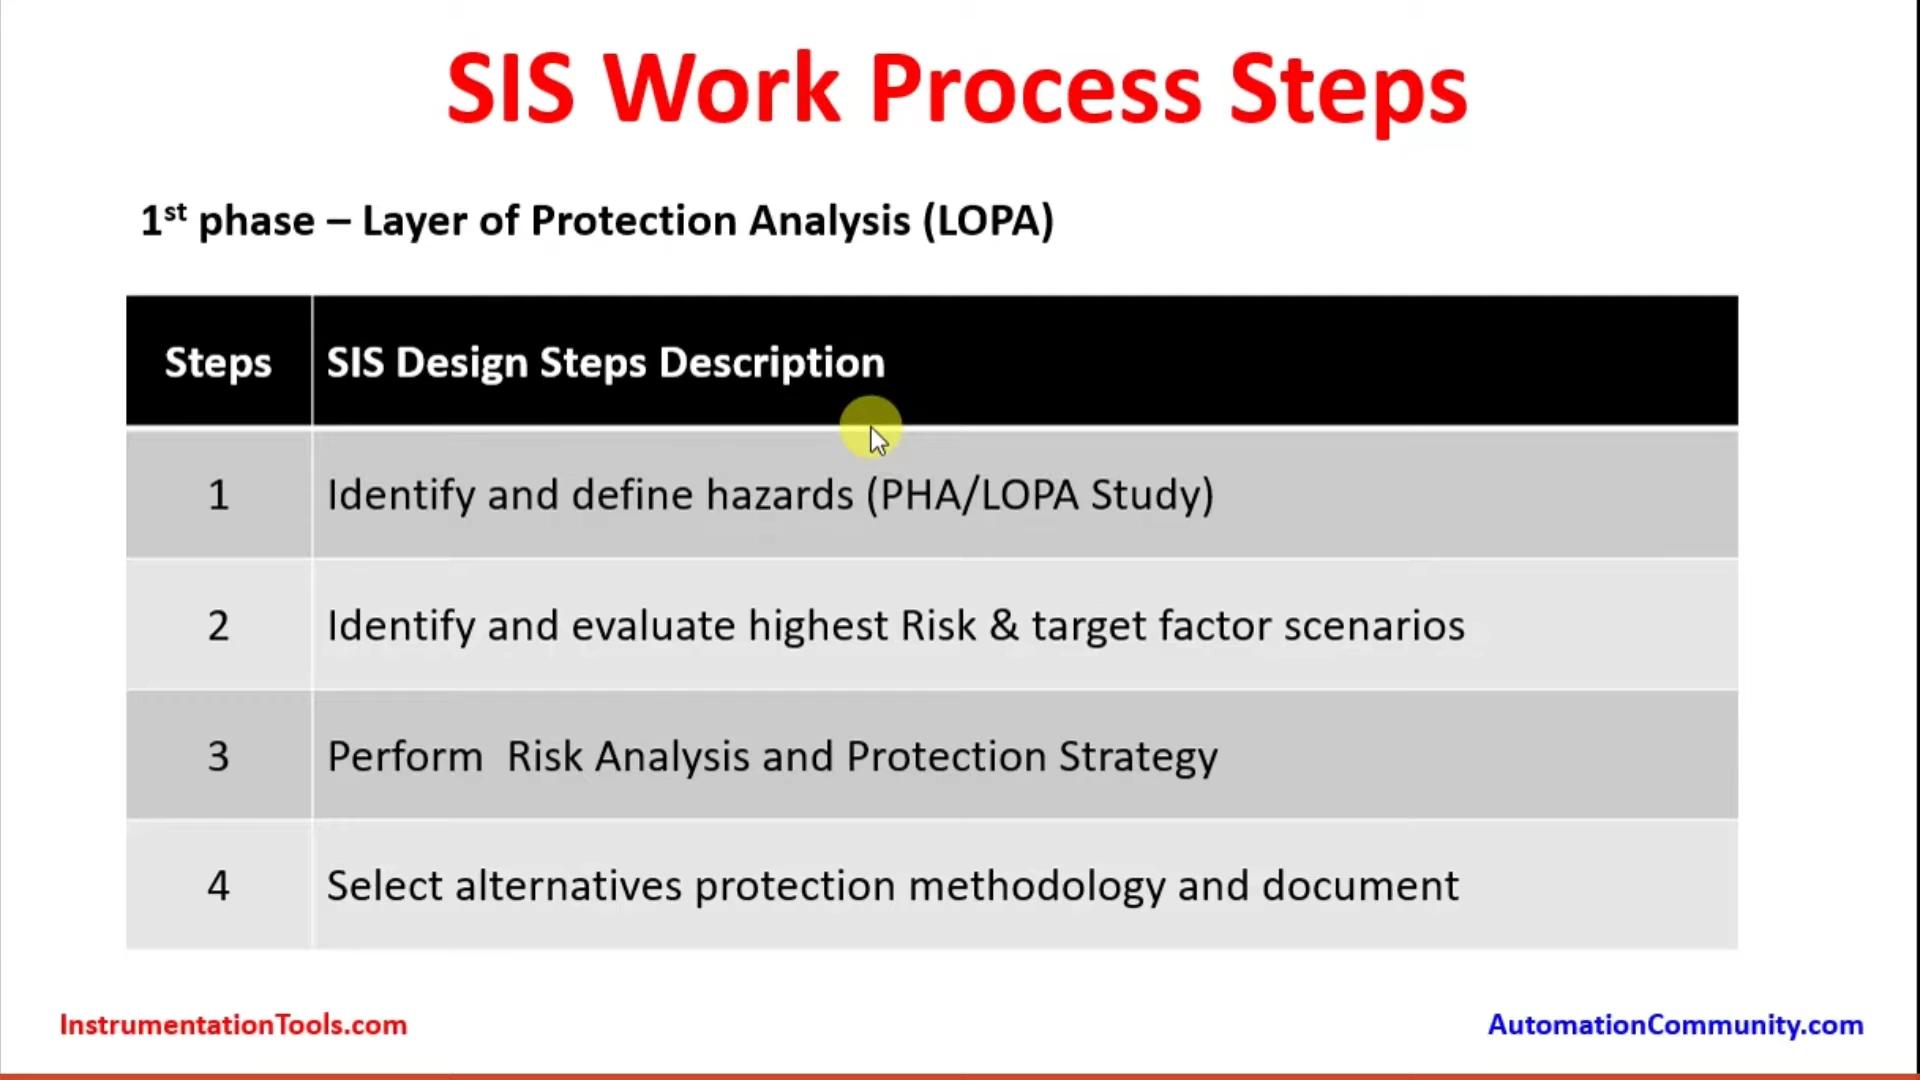 SIS Work Process Steps
1st phase – Layer of Protection Analysis (LOPA)
Steps SIS Design Steps Description
1 Identify and define hazards (PHA/LOPA Study)
2 Identify and evaluate highest Risk & target factor scenarios
3 Perform  Risk Analysis and Protection Strategy
4 Select alternatives protection methodology and document
InstrumentationTools.com AutomationCommunity.com